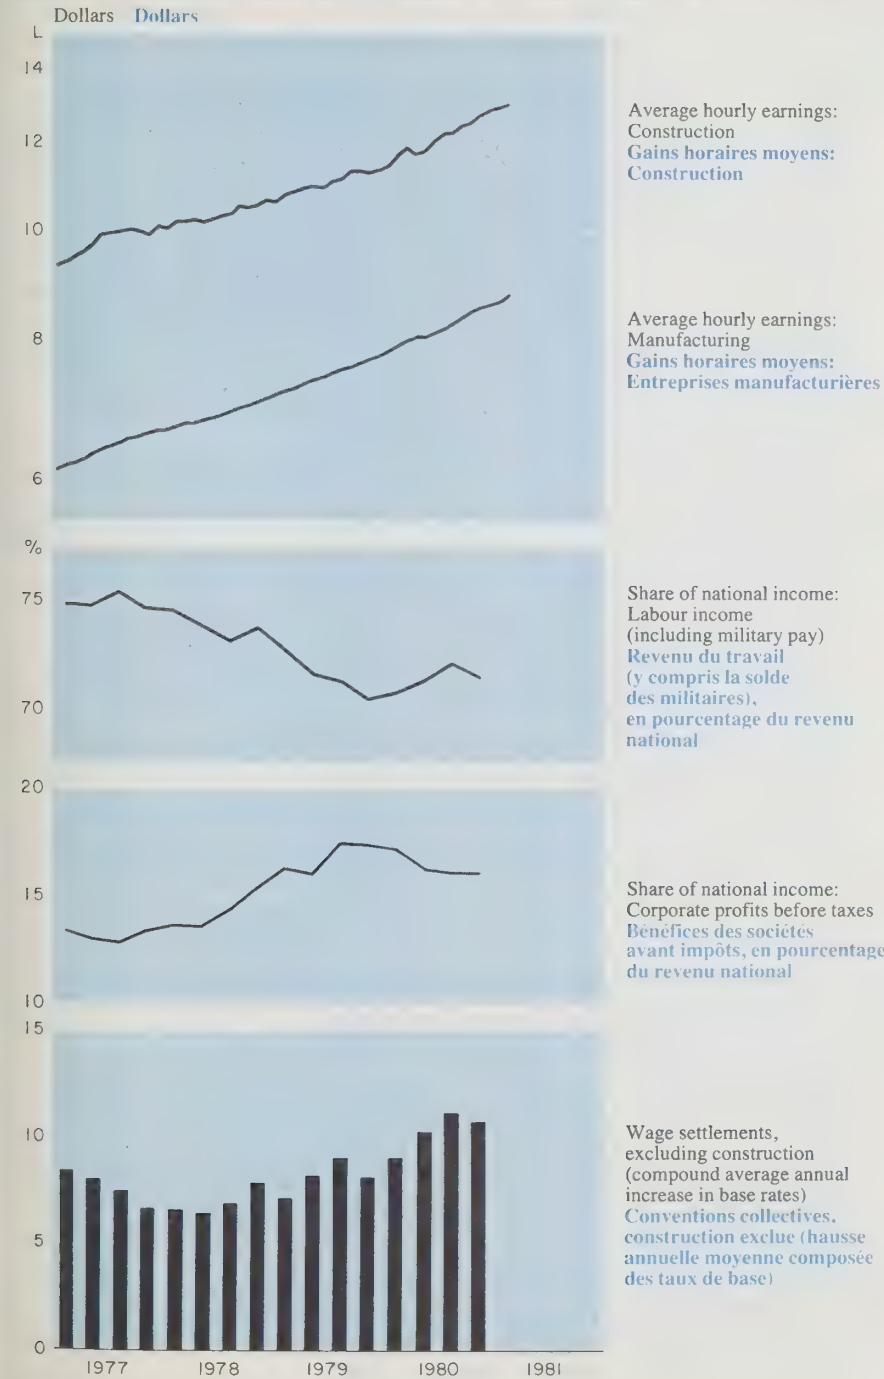 Dollars Dollars
L
14
12
10
8
6
Average hourly earnings:
Construction
Gains horaires moyens:
Construction
Average hourly earnings:
Manufacturing
Gains horaires moyens:
Entreprises manufacturières
%
75
70
Share of national income:
Labour income
(including military pay)
Revenu du travail
(y compris la solde
des militaires),
en pourcentage du revenu
national
20
15
10
Share of national income:
Corporate profits before taxes
Bénéfices des sociétés
avant impôts, en pourcentage
du revenu national
15
10
5
0
Wage settlements,
excluding construction
(compound average annual
increase in base rates)
Conventions collectives,
construction exclue (hausse
annuelle moyenne composée
des taux de base)
1977 1978 1979 1980 1981